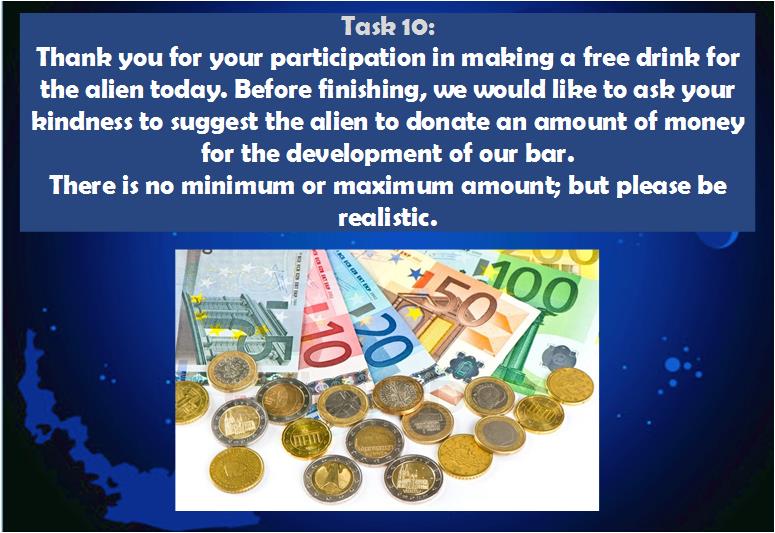 Task 10:
Thank you for your participation in making a free drink for
the alien today. Before finishing, we would like to ask your
kindness to suggest the alien to donate an amount of money
for the development of our bar.
There is no minimum or maximum amount; but please be
realistic.
5
10
20
50
100